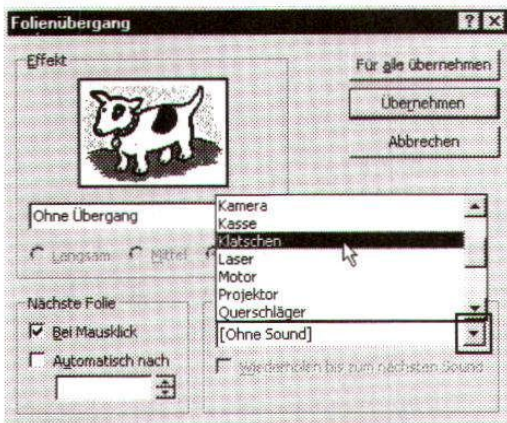 Folienübergang
Effekt
Für alle übernehmen
Übernehmen
Abbrechen
Ohne Übergang
Langsam
Mittel
Kamera
Kasse
Klatschen
Laser
Motor
Projektor
Querschläger
[Ohne Sound]
Nächste Folie
Bei Mausklick
Automatisch nach
Wiederholen bis zum nächsten Sound